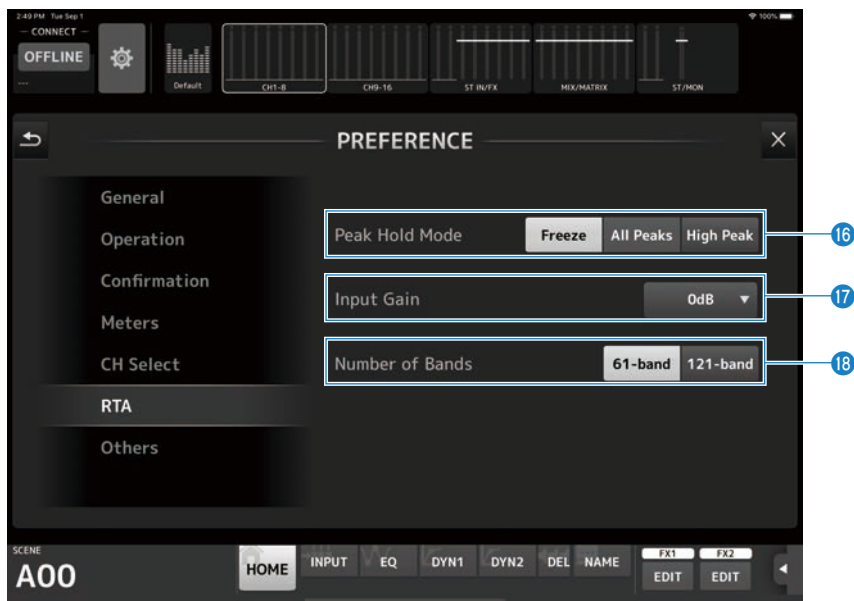 2:49 PM Tue Sep 1
100%
CONNECT
OFFLINE
---
Default
CH1-8
CH9-16
ST IN/FX
MIX/MATRIX
ST/MON
PREFERENCE
General
Operation
Confirmation
Meters
CH Select
RTA
Others
Peak Hold Mode
Freeze
All Peaks
High Peak
16
Input Gain
0dB
17
Number of Bands
61-band
121-band
18
SCENE
A00
HOME
INPUT
EQ
DYN1
DYN2
DEL
NAME
FX1
EDIT
FX2
EDIT